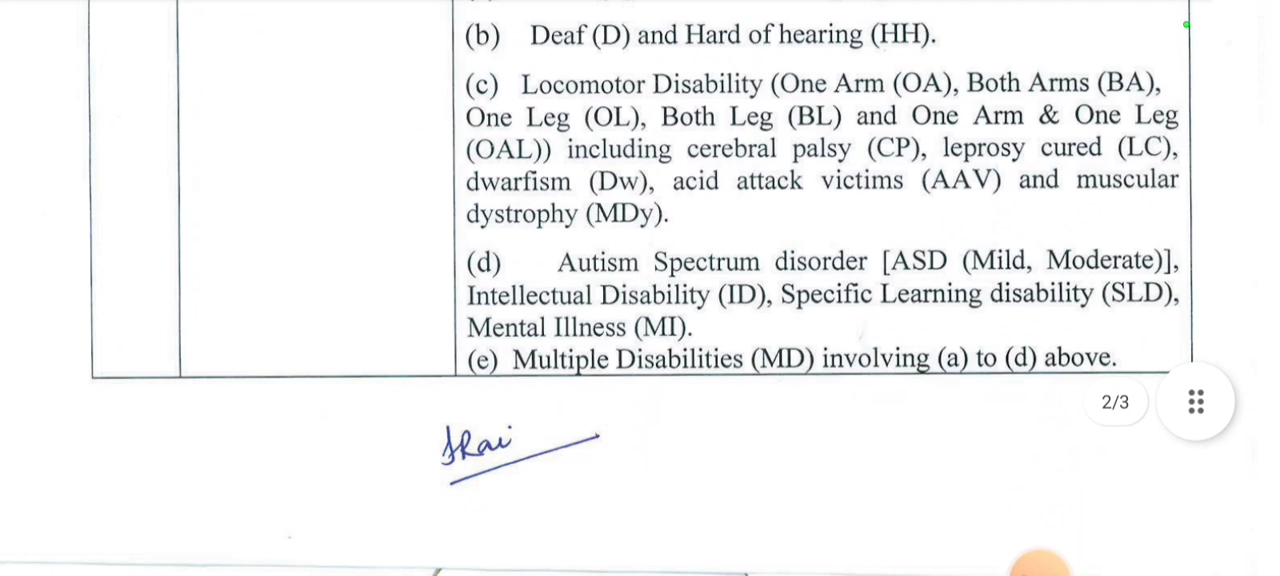 (b) Deaf (D) and Hard of hearing (HH).
(c) Locomotor Disability (One Arm (OA), Both Arms (BA),
One Leg (OL), Both Leg (BL) and One Arm & One Leg
(OAL)) including cerebral palsy (CP), leprosy cured (LC),
dwarfism (Dw), acid attack victims (AAV) and muscular
dystrophy (MDy).
(d) Autism Spectrum disorder [ASD (Mild, Moderate)],
Intellectual Disability (ID), Specific Learning disability (SLD),
Mental Illness (MI).
(e) Multiple Disabilities (MD) involving (a) to (d) above.
2/3